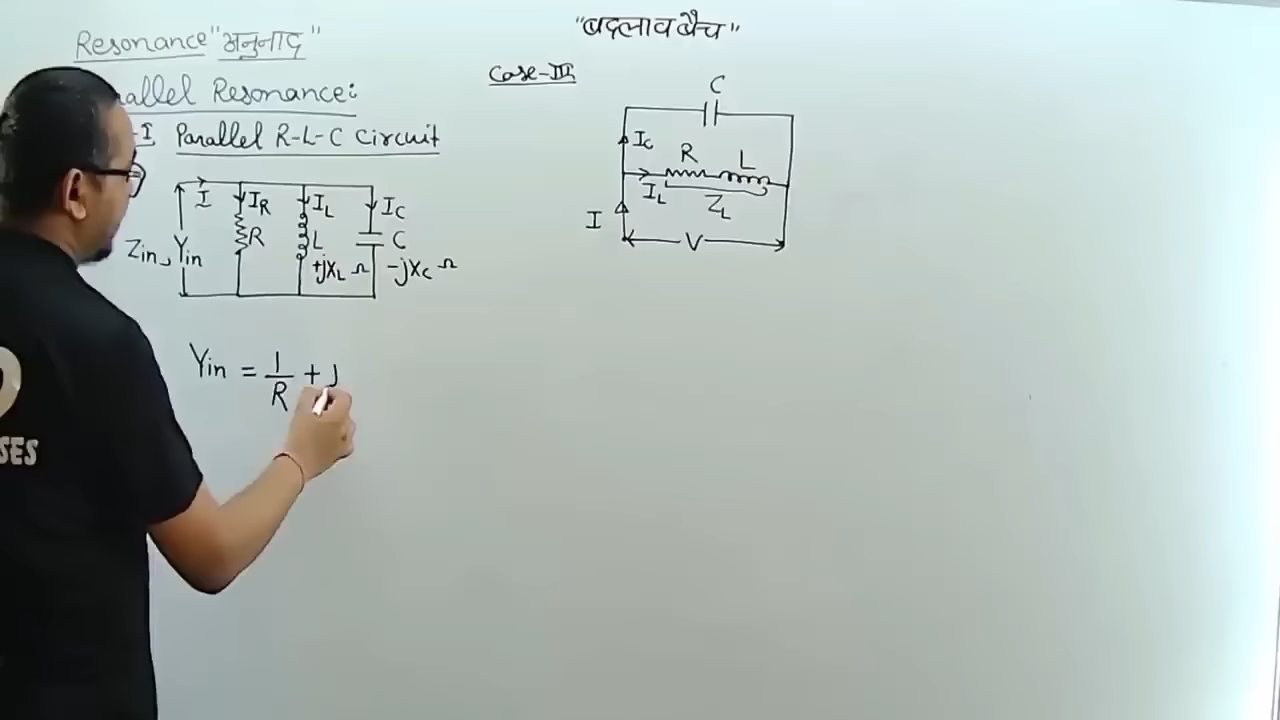 Resonance "अनुनाद"
"बदलाव बैच"
allel Resonance:
-I Parallel R-L-C Circuit
I
IR
IL
IC
R
L
C
Zin, Yin
+jXL Ω
-jXC Ω
Yin = 1/R + j
Case-III
C
IC
R
L
IL
ZL
I
V
SES